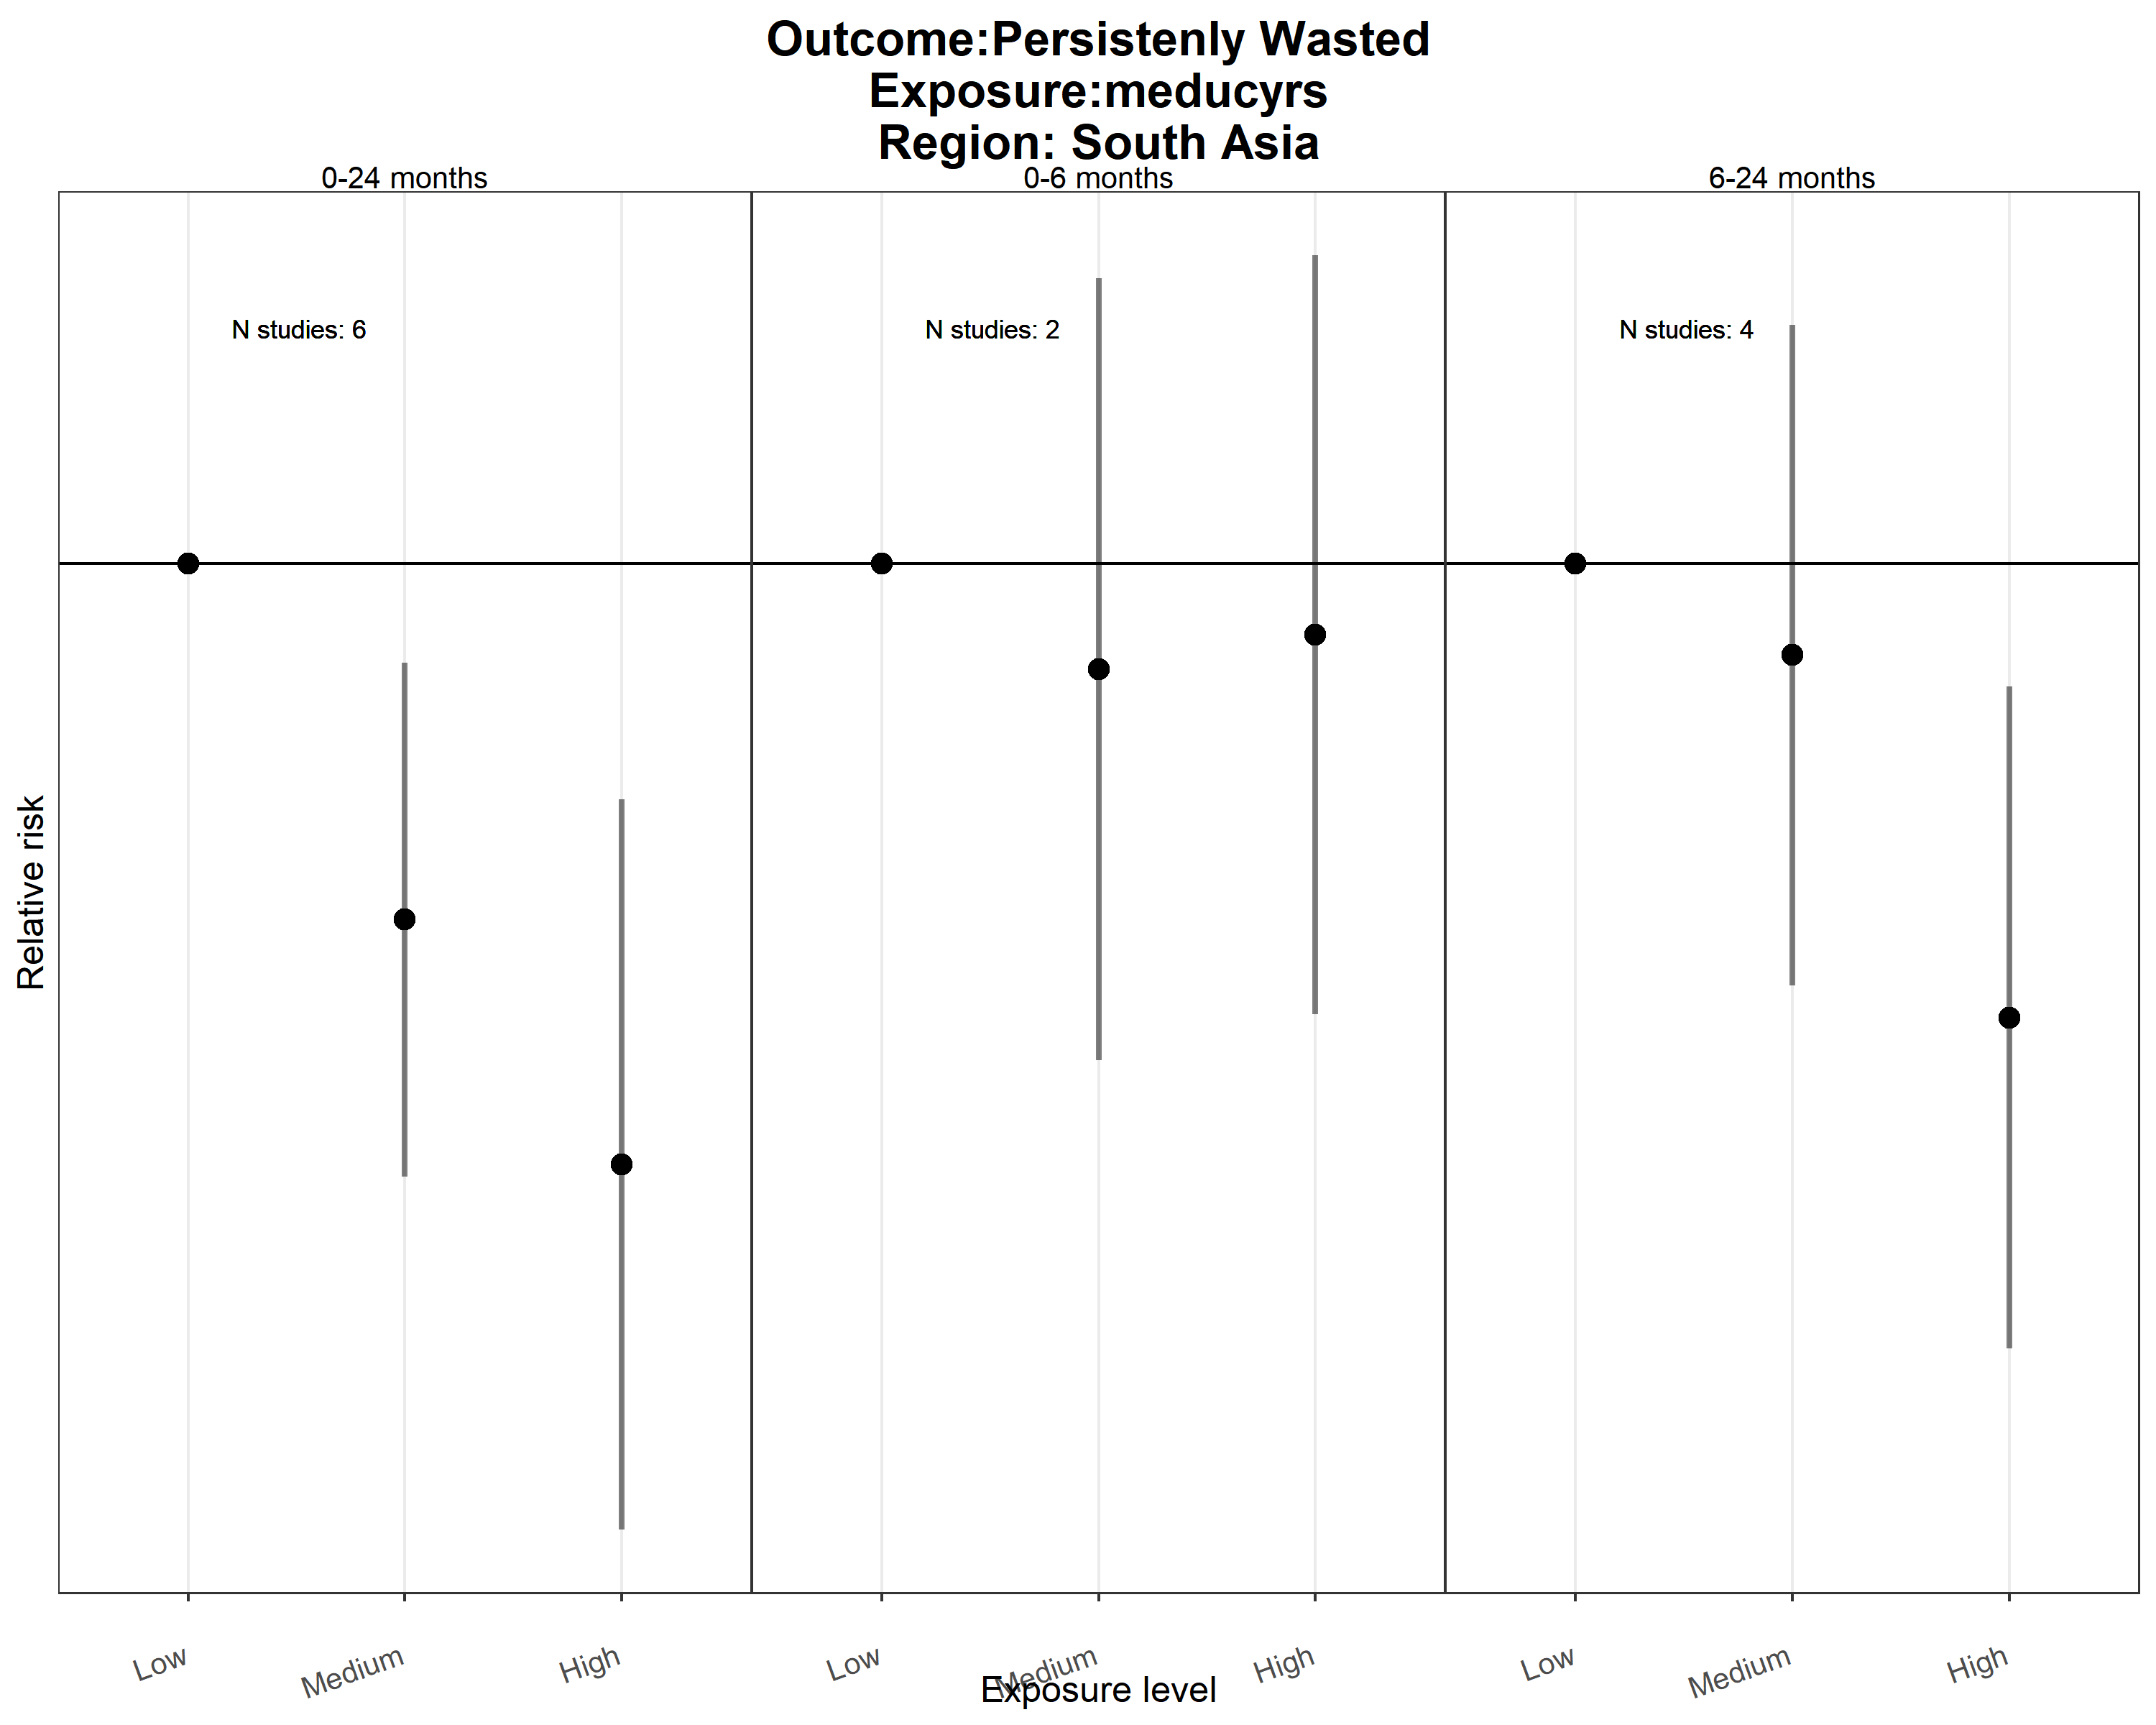 Outcome:Persistenly Wasted
Exposure:meducyrs
Region: South Asia
0-24 months
0-6 months
6-24 months
N studies: 6
N studies: 2
N studies: 4
Relative risk
Low
Medium
High
Low
Medium
High
Low
Medium
High
Exposure level